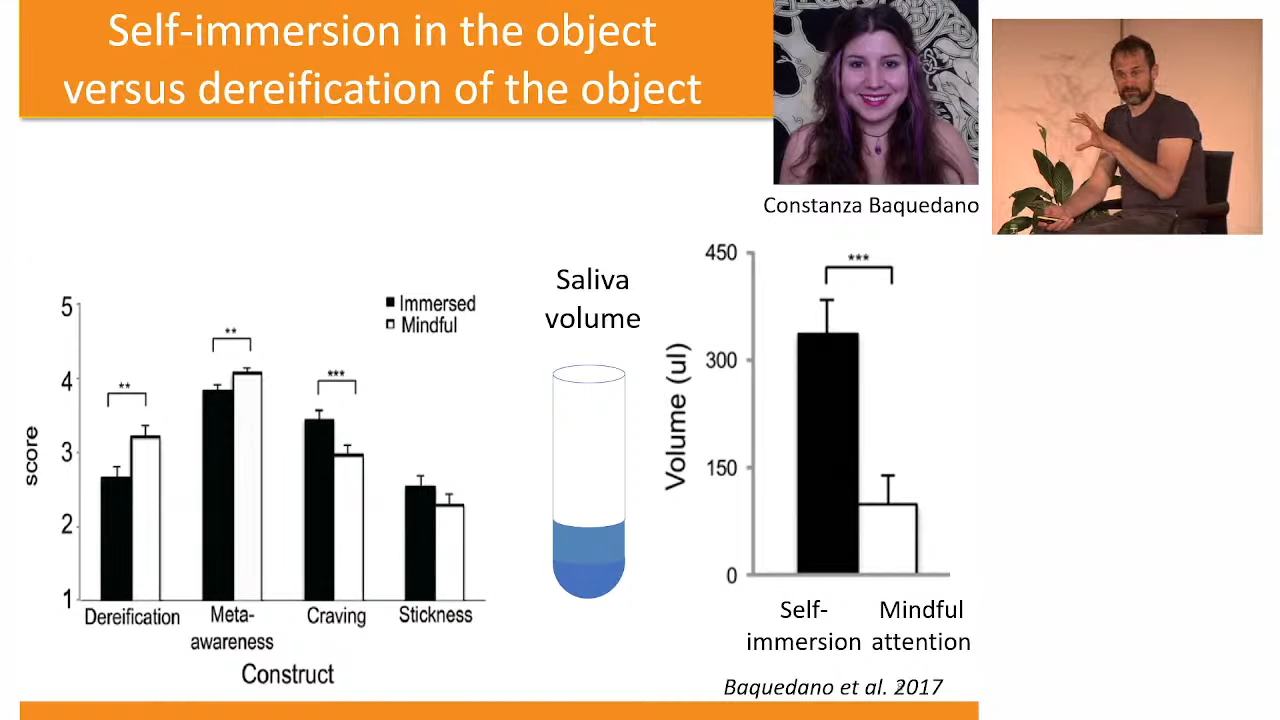 Self-immersion in the object
versus dereification of the object
Constanza Baquedano
5
4
3
2
1
score
**
**
***
Immersed
Mindful
Dereification
Meta-
awareness
Craving
Stickness
Construct
Saliva
volume
450
300
150
0
Volume (ul)
***
Self-
immersion
Mindful
attention
Baquedano et al. 2017